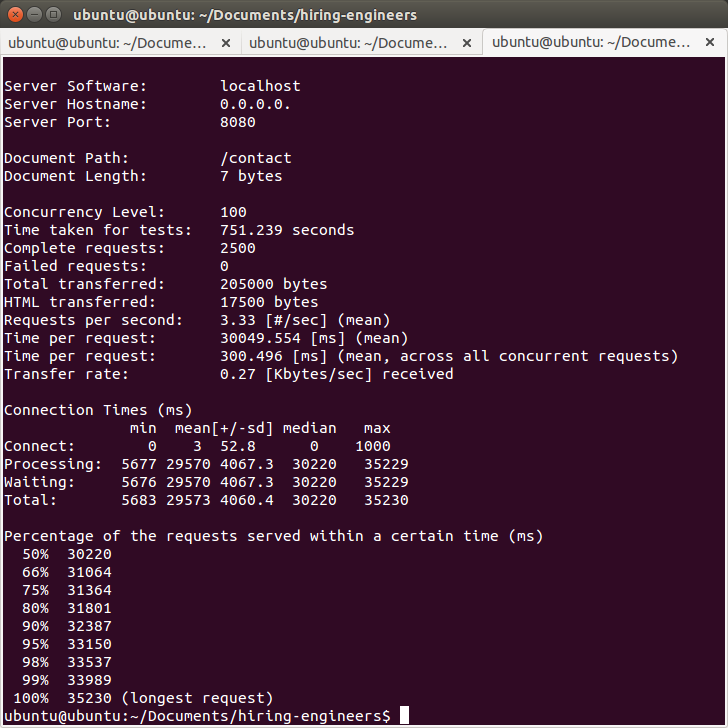 ubuntu@ubuntu: ~/Documents/hiring-engineers
ubuntu@ubuntu: ~/Docume... × ubuntu@ubuntu: ~/Docume... × ubuntu@ubuntu: ~/Docume... ×
Server Software:        localhost
Server Hostname:        0.0.0.0.
Server Port:            8080
Document Path:          /contact
Document Length:        7 bytes
Concurrency Level:      100
Time taken for tests:   751.239 seconds
Complete requests:      2500
Failed requests:        0
Total transferred:      205000 bytes
HTML transferred:       17500 bytes
Requests per second:    3.33 [#/sec] (mean)
Time per request:       30049.554 [ms] (mean)
Time per request:       300.496 [ms] (mean, across all concurrent requests)
Transfer rate:          0.27 [Kbytes/sec] received
Connection Times (ms)
              min  mean[+/-sd] median   max
Connect:        0    3  52.8      0    1000
Processing:  5677 29570 4067.3  30220   35229
Waiting:     5676 29570 4067.3  30220   35229
Total:       5683 29573 4060.4  30220   35230
Percentage of the requests served within a certain time (ms)
  50%  30220
  66%  31064
  75%  31364
  80%  31801
  90%  32387
  95%  33150
  98%  33537
  99%  33989
 100%  35230 (longest request)
ubuntu@ubuntu:~/Documents/hiring-engineers$